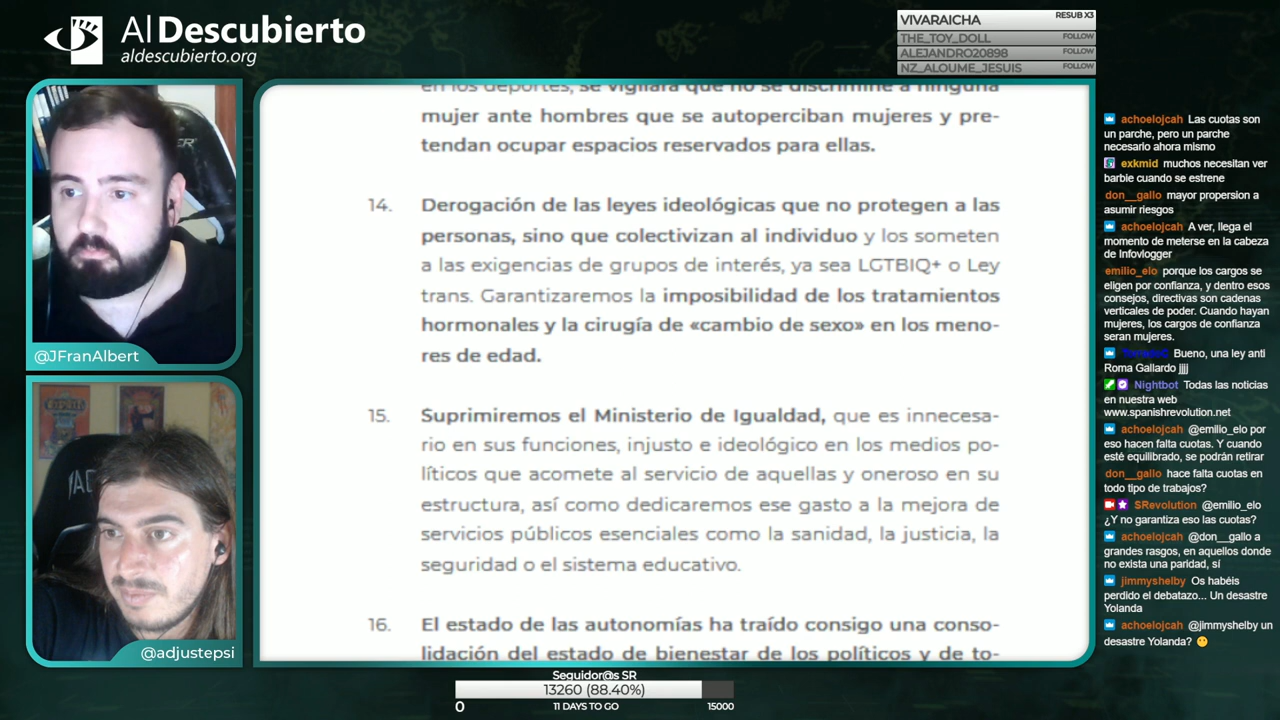 Al Descubierto
aldescubierto.org
VIVARAICHA RESUB X3
THE_TOY_DOLL FOLLOW
ALEJANDRO20898 FOLLOW
NZ_ALOUME_JESUIS FOLLOW
@JFranAlbert
@adjustepsi
en los deportes, se vigilará que no se discrimine a ninguna
mujer ante hombres que se autoperciban mujeres y pre-
tendan ocupar espacios reservados para ellas.
14. Derogación de las leyes ideológicas que no protegen a las
personas, sino que colectivizan al individuo y los someten
a las exigencias de grupos de interés, ya sea LGTBIQ+ o Ley
trans. Garantizaremos la imposibilidad de los tratamientos
hormonales y la cirugía de «cambio de sexo» en los meno-
res de edad.
15. Suprimiremos el Ministerio de Igualdad, que es innecesa-
rio en sus funciones, injusto e ideológico en los medios po-
líticos que acomete al servicio de aquellas y oneroso en su
estructura, así como dedicaremos ese gasto a la mejora de
servicios públicos esenciales como la sanidad, la justicia, la
seguridad o el sistema educativo.
16. El estado de las autonomías ha traído consigo una conso-
lidación del estado de bienestar de los políticos y de to-
achoelojcah Las cuotas son
un parche, pero un parche
necesario ahora mismo
exkmid muchos necesitan ver
barbie cuando se estrene
don__gallo mayor propersion a
asumir riesgos
achoelojcah A ver, llega el
momento de meterse en la cabeza
de Infovlogger
emilio_elo porque los cargos se
eligen por confianza, y dentro esos
consejos, directivas son cadenas
verticales de poder. Cuando hayan
mujeres, los cargos de confianza
seran mujeres.
Bueno, una ley anti
Roma Gallardo jjjj
Nightbot Todas las noticias
en nuestra web
www.spanishrevolution.net
achoelojcah @emilio_elo por
eso hacen falta cuotas. Y cuando
esté equilibrado, se podrán retirar
don__gallo hace falta cuotas en
todo tipo de trabajos?
SRevolution @emilio_elo
¿Y no garantiza eso las cuotas?
achoelojcah @don__gallo a
grandes rasgos, en aquellos donde
no exista una paridad, sí
jimmyshelby Os habéis
perdido el debatazo... Un desastre
Yolanda
achoelojcah @jimmyshelby un
desastre Yolanda?
Seguidor@s SR
13260 (88.40%)
0 11 DAYS TO GO 15000